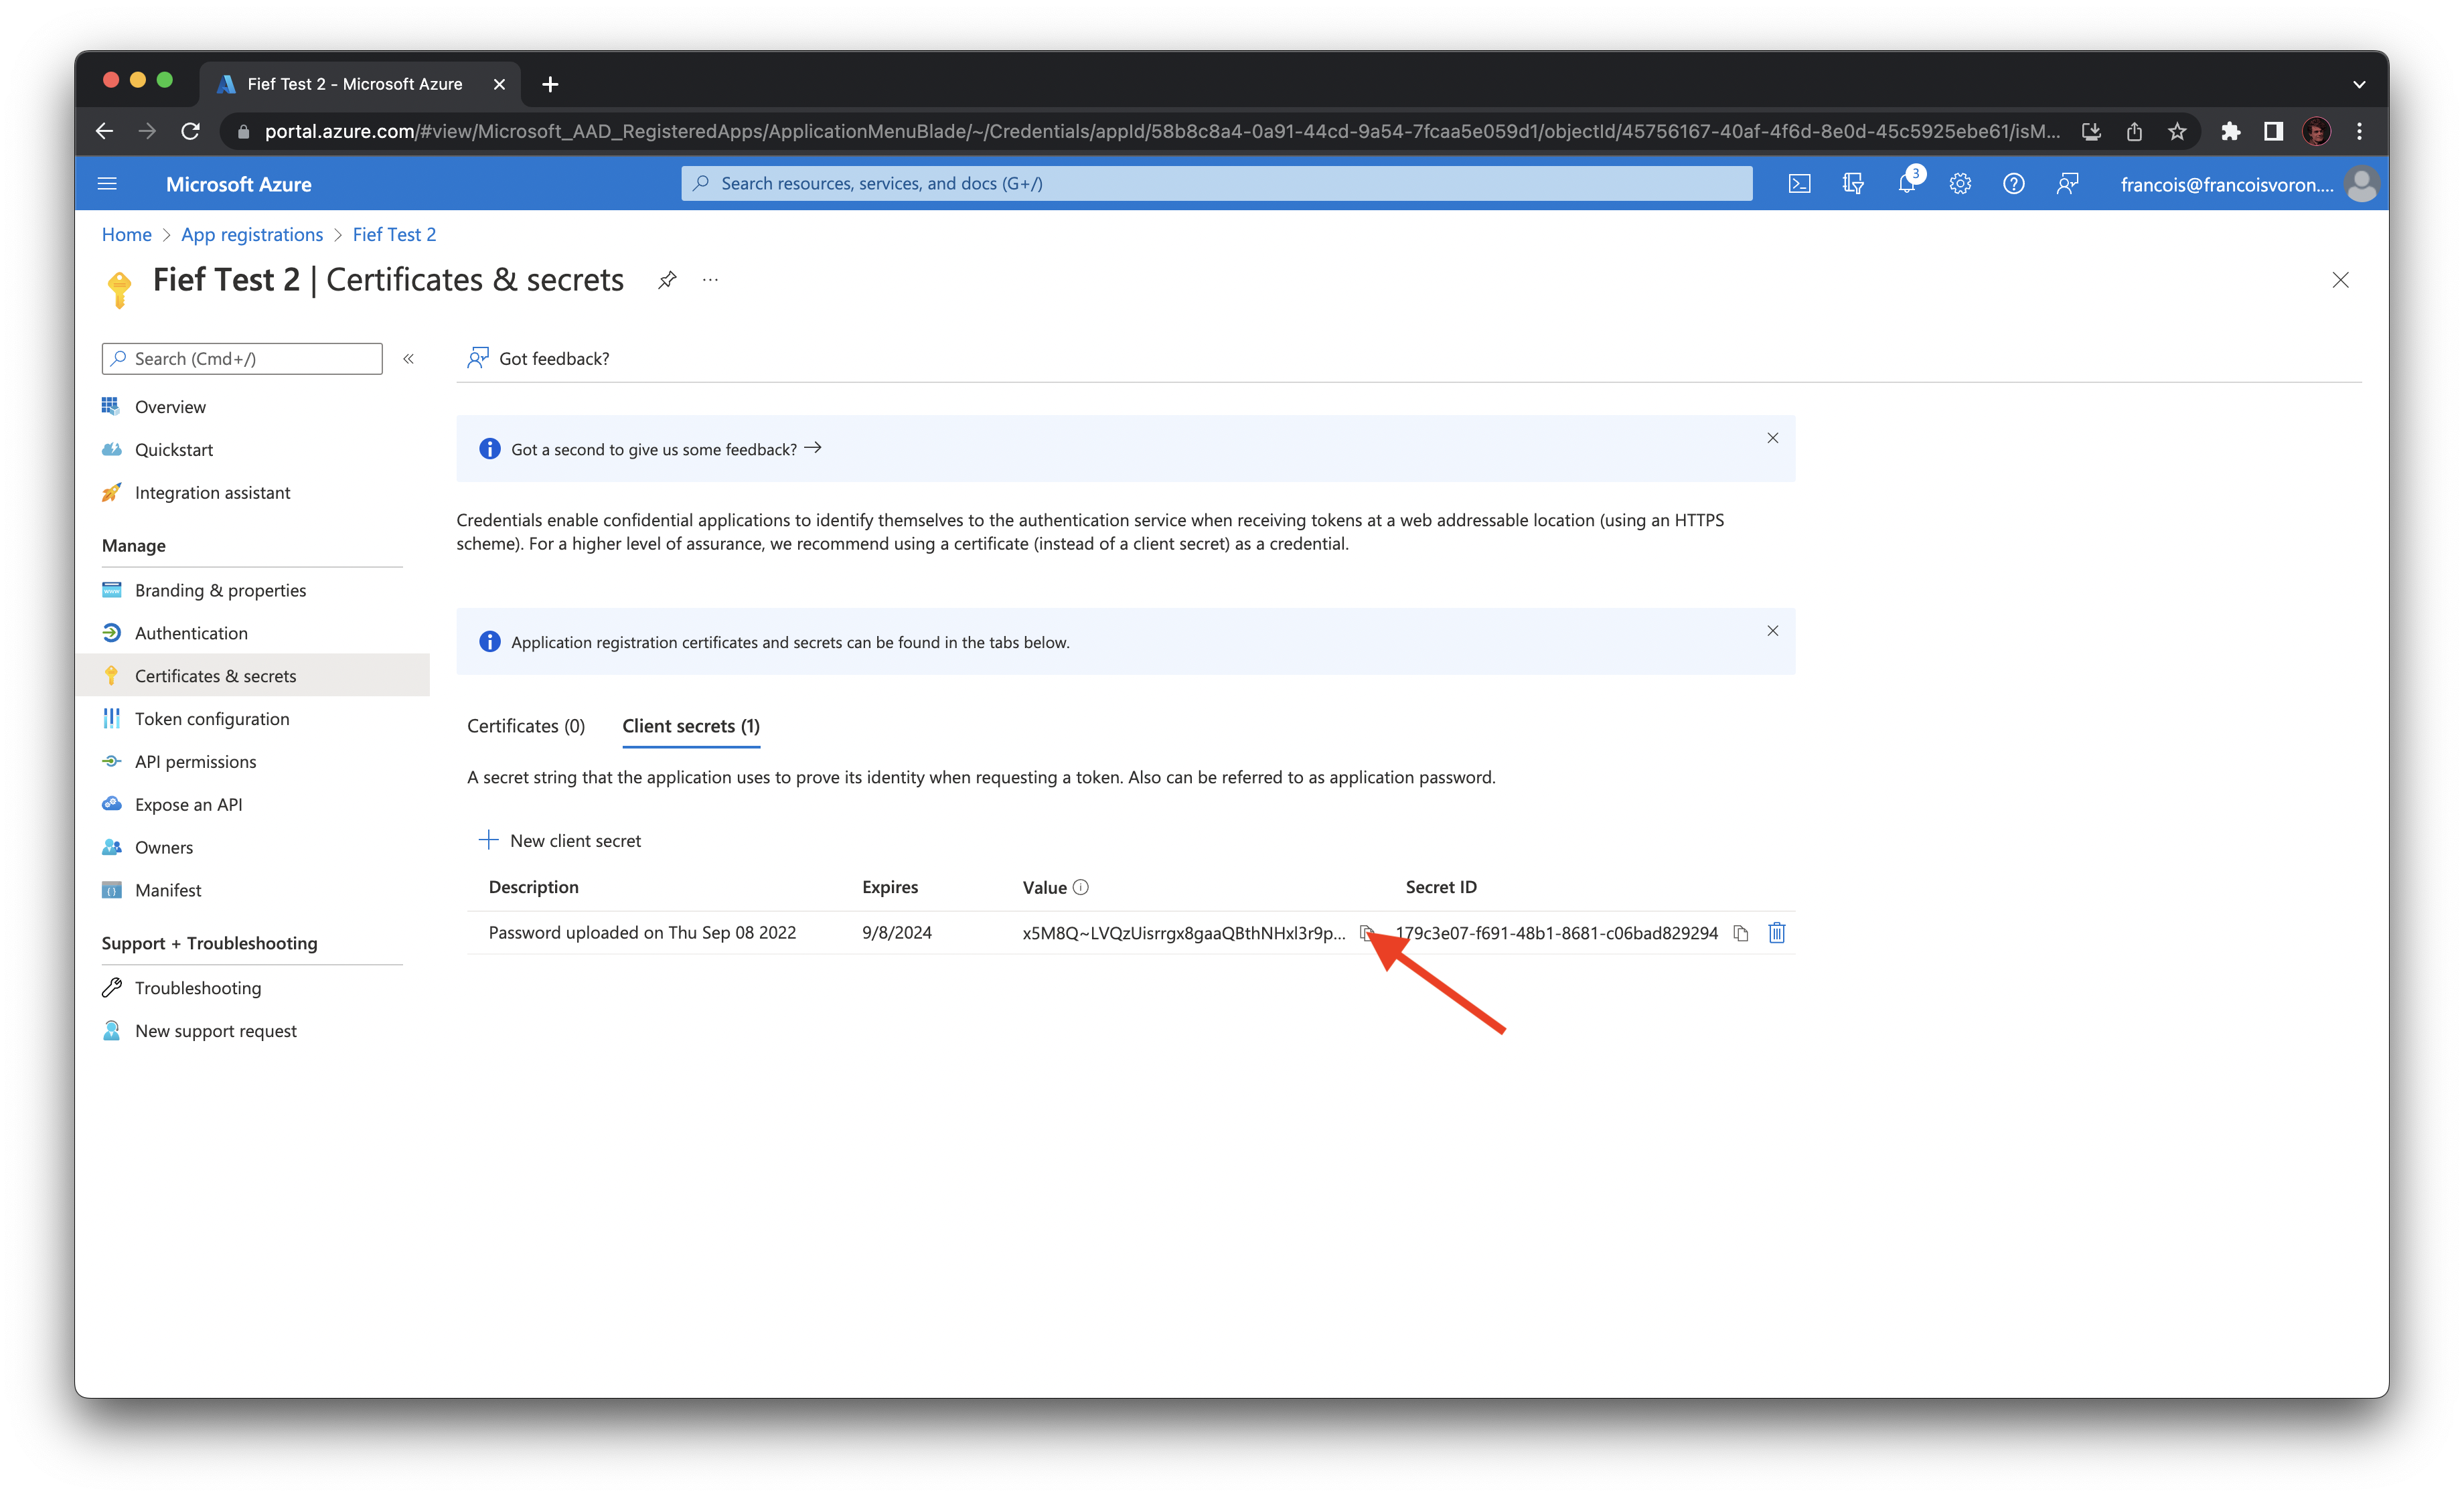 Fief Test 2 - Microsoft Azure
portal.azure.com/#view/Microsoft_AAD_RegisteredApps/ApplicationMenuBlade/~/Credentials/appId/58b8c8a4-0a91-44cd-9a54-7fcaa5e059d1/objectId/45756167-40af-4f6d-8e0d-45c5925ebe61/isM...
Microsoft Azure
Search resources, services, and docs (G+/)
3
francois@francoisvoron....
Home > App registrations > Fief Test 2
Fief Test 2 | Certificates & secrets
Search (Cmd+/)
Got feedback?
Overview
Quickstart
Integration assistant
Manage
Branding & properties
Authentication
Certificates & secrets
Token configuration
API permissions
Expose an API
Owners
Manifest
Support + Troubleshooting
Troubleshooting
New support request
Got a second to give us some feedback?
Credentials enable confidential applications to identify themselves to the authentication service when receiving tokens at a web addressable location (using an HTTPS
scheme). For a higher level of assurance, we recommend using a certificate (instead of a client secret) as a credential.
Application registration certificates and secrets can be found in the tabs below.
Certificates (0) Client secrets (1)
A secret string that the application uses to prove its identity when requesting a token. Also can be referred to as application password.
New client secret
Description Expires Value Secret ID
Password uploaded on Thu Sep 08 2022 9/8/2024 x5M8Q~LVQzUisrrgx8gaaQBthNHxl3r9p... 179c3e07-f691-48b1-8681-c06bad829294